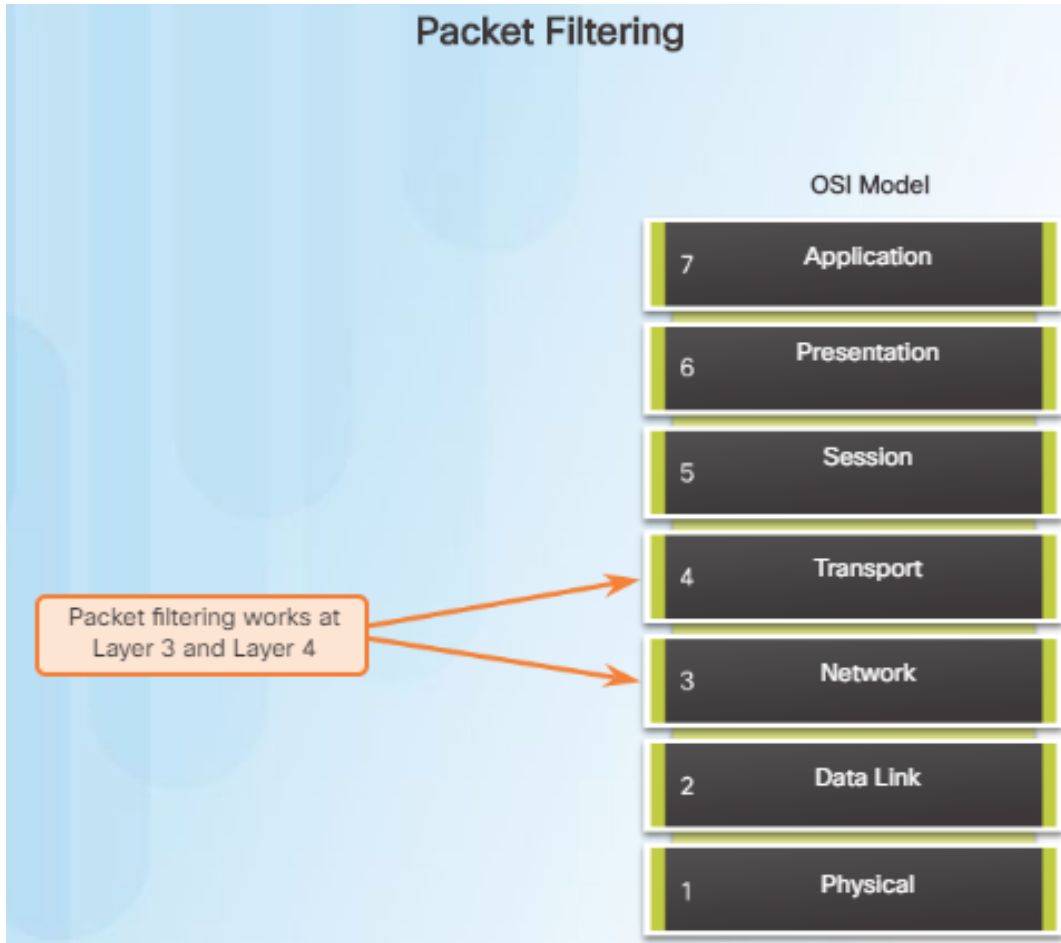 Packet Filtering
OSI Model
7 Application
6 Presentation
5 Session
4 Transport
Packet filtering works at
Layer 3 and Layer 4
3 Network
2 Data Link
1 Physical